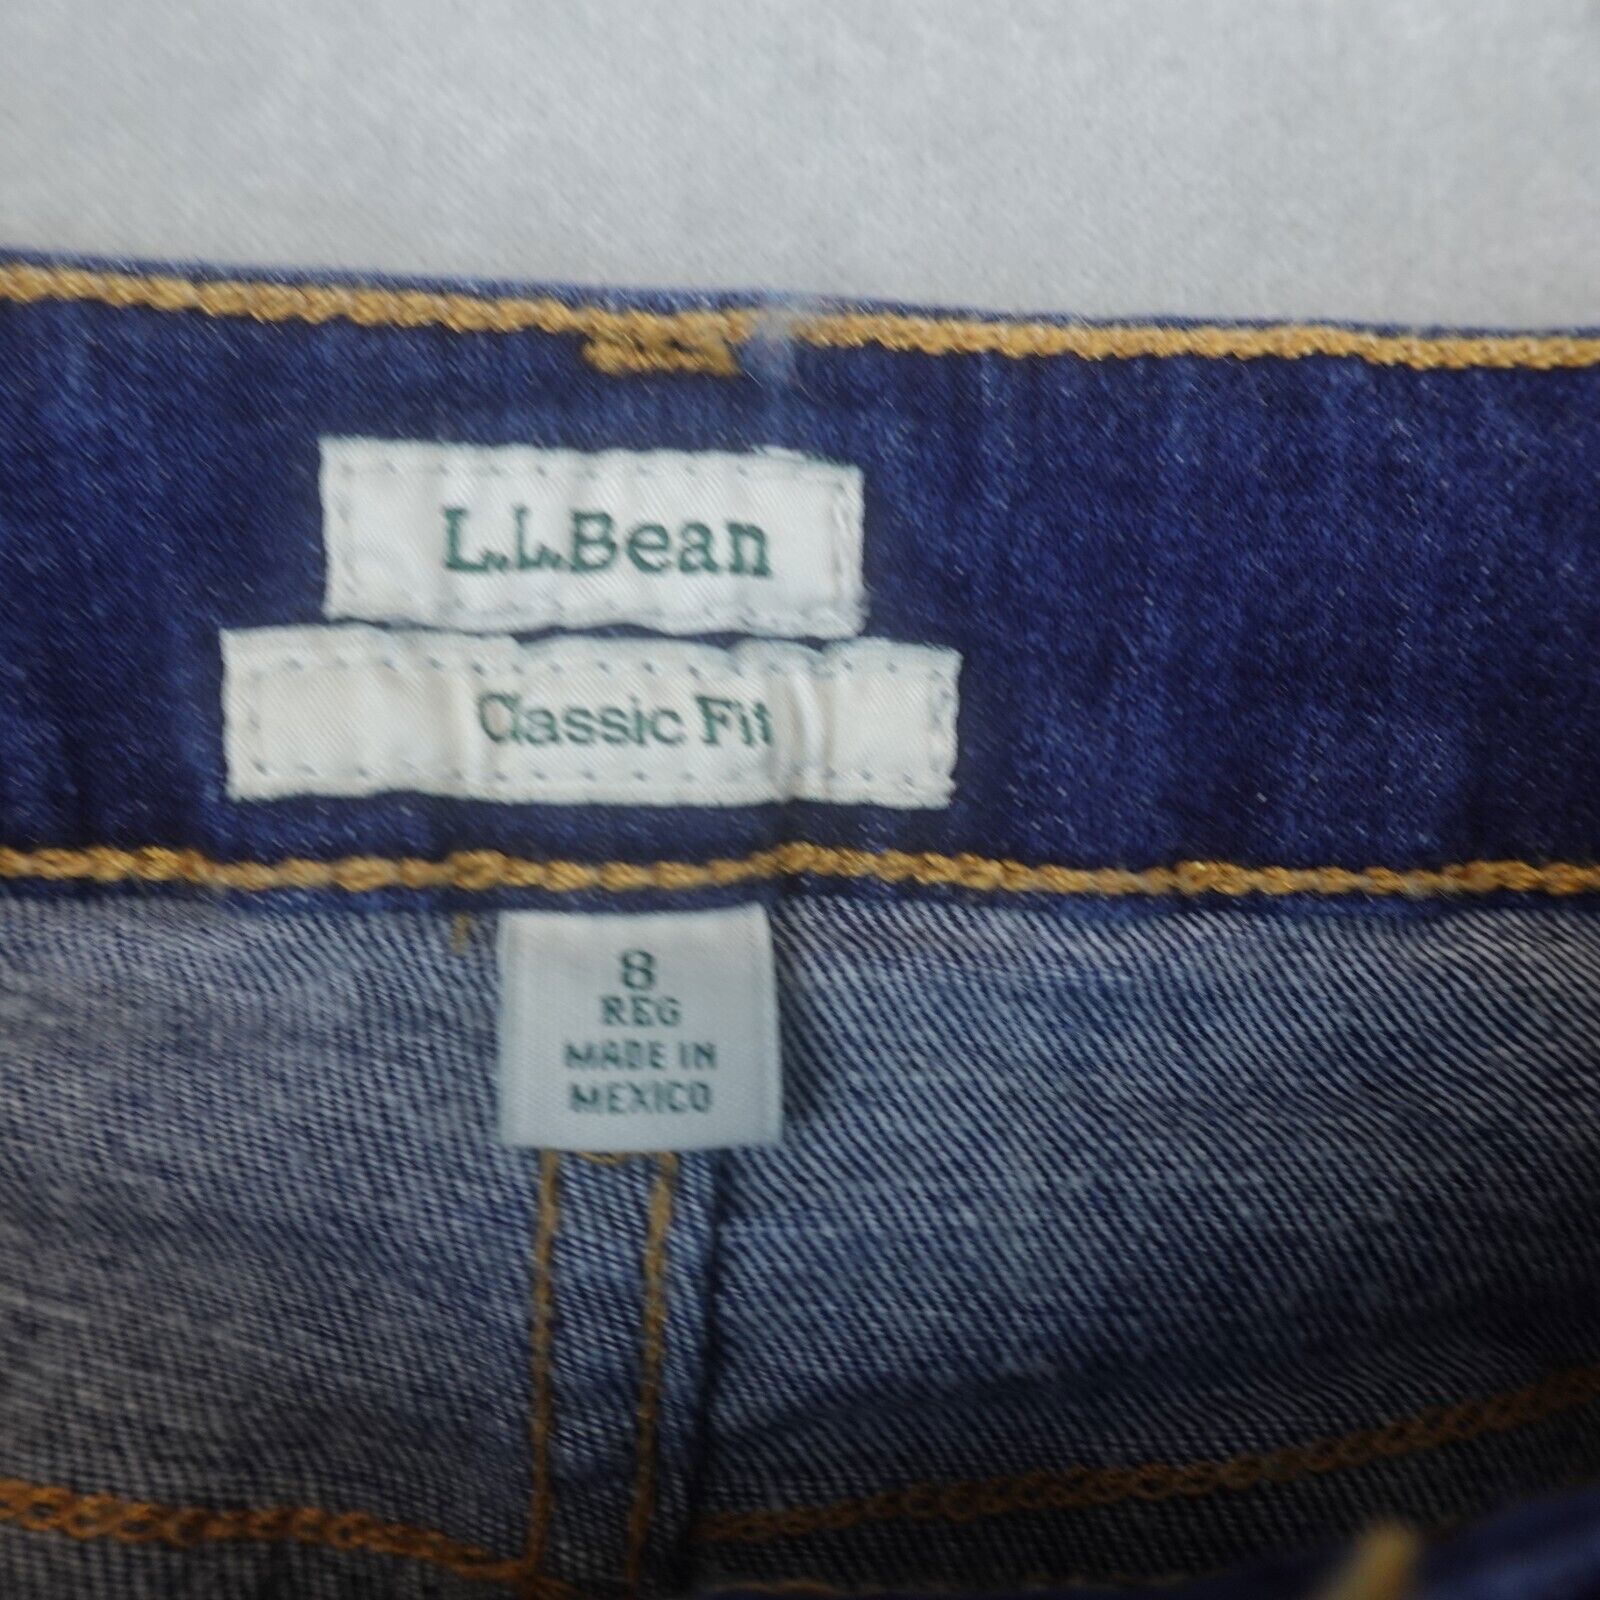 L.L.Bean
Classic Fit
8
REG
MADE IN
MEXICO